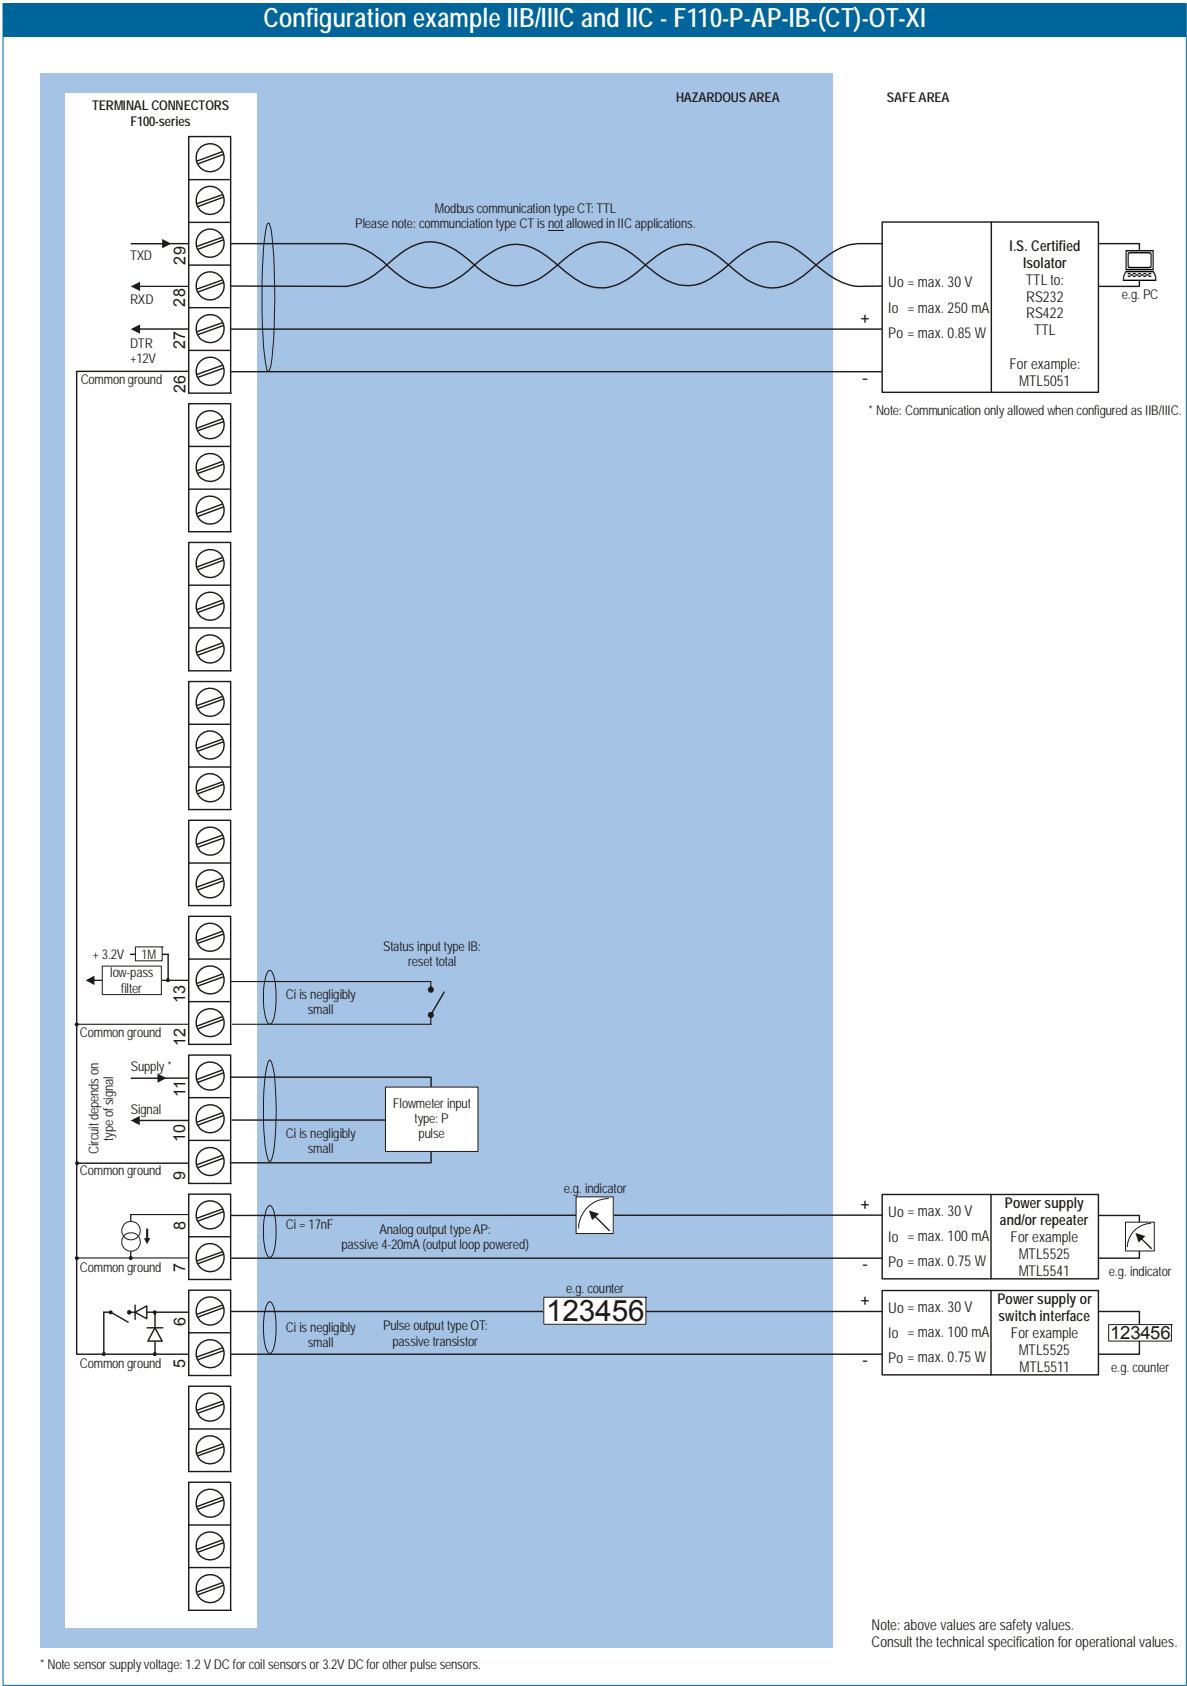 Configuration example IIB/IIIC and IIC - F110-P-AP-IB-(CT)-OT-XI
TERMINAL CONNECTORS
F100-series
HAZARDOUS AREA
SAFE AREA
Modbus communication type CT: TTL
Please note: communciation type CT is not allowed in IIC applications.
TXD
29
RXD
28
DTR
+12V
27
Common ground
26
+
-
Uo = max. 30 V
Io = max. 250 mA
Po = max. 0.85 W
I.S. Certified
Isolator
TTL to:
RS232
RS422
TTL
For example:
MTL5051
e.g. PC
* Note: Communication only allowed when configured as IIB/IIIC.
+ 3.2V
1M
low-pass
filter
13
Common ground
12
Status input type IB:
reset total
Ci is negligibly
small
Circuit depends on
type of signal
Supply *
11
Signal
10
Common ground
9
Flowmeter input
type: P
pulse
Ci is negligibly
small
8
Common ground
7
Ci = 17nF
Analog output type AP:
passive 4-20mA (output loop powered)
e.g. indicator
+
-
Uo = max. 30 V
Io = max. 100 mA
Po = max. 0.75 W
Power supply
and/or repeater
For example
MTL5525
MTL5541
e.g. indicator
6
Common ground
5
Ci is negligibly
small
Pulse output type OT:
passive transistor
e.g. counter
123456
+
-
Uo = max. 30 V
Io = max. 100 mA
Po = max. 0.75 W
Power supply or
switch interface
For example
MTL5525
MTL5511
123456
e.g. counter
Note: above values are safety values.
Consult the technical specification for operational values.
* Note sensor supply voltage: 1.2 V DC for coil sensors or 3.2V DC for other pulse sensors.